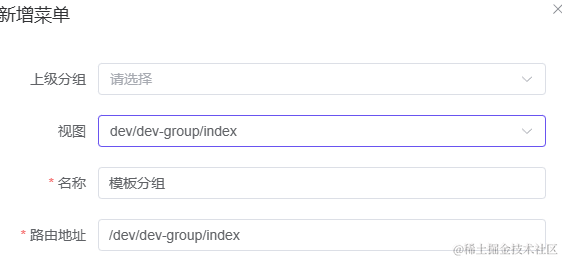 新增菜单
上级分组 请选择
视图 dev/dev-group/index
* 名称 模板分组
* 路由地址 /dev/dev-group/index
@稀土掘金技术社区